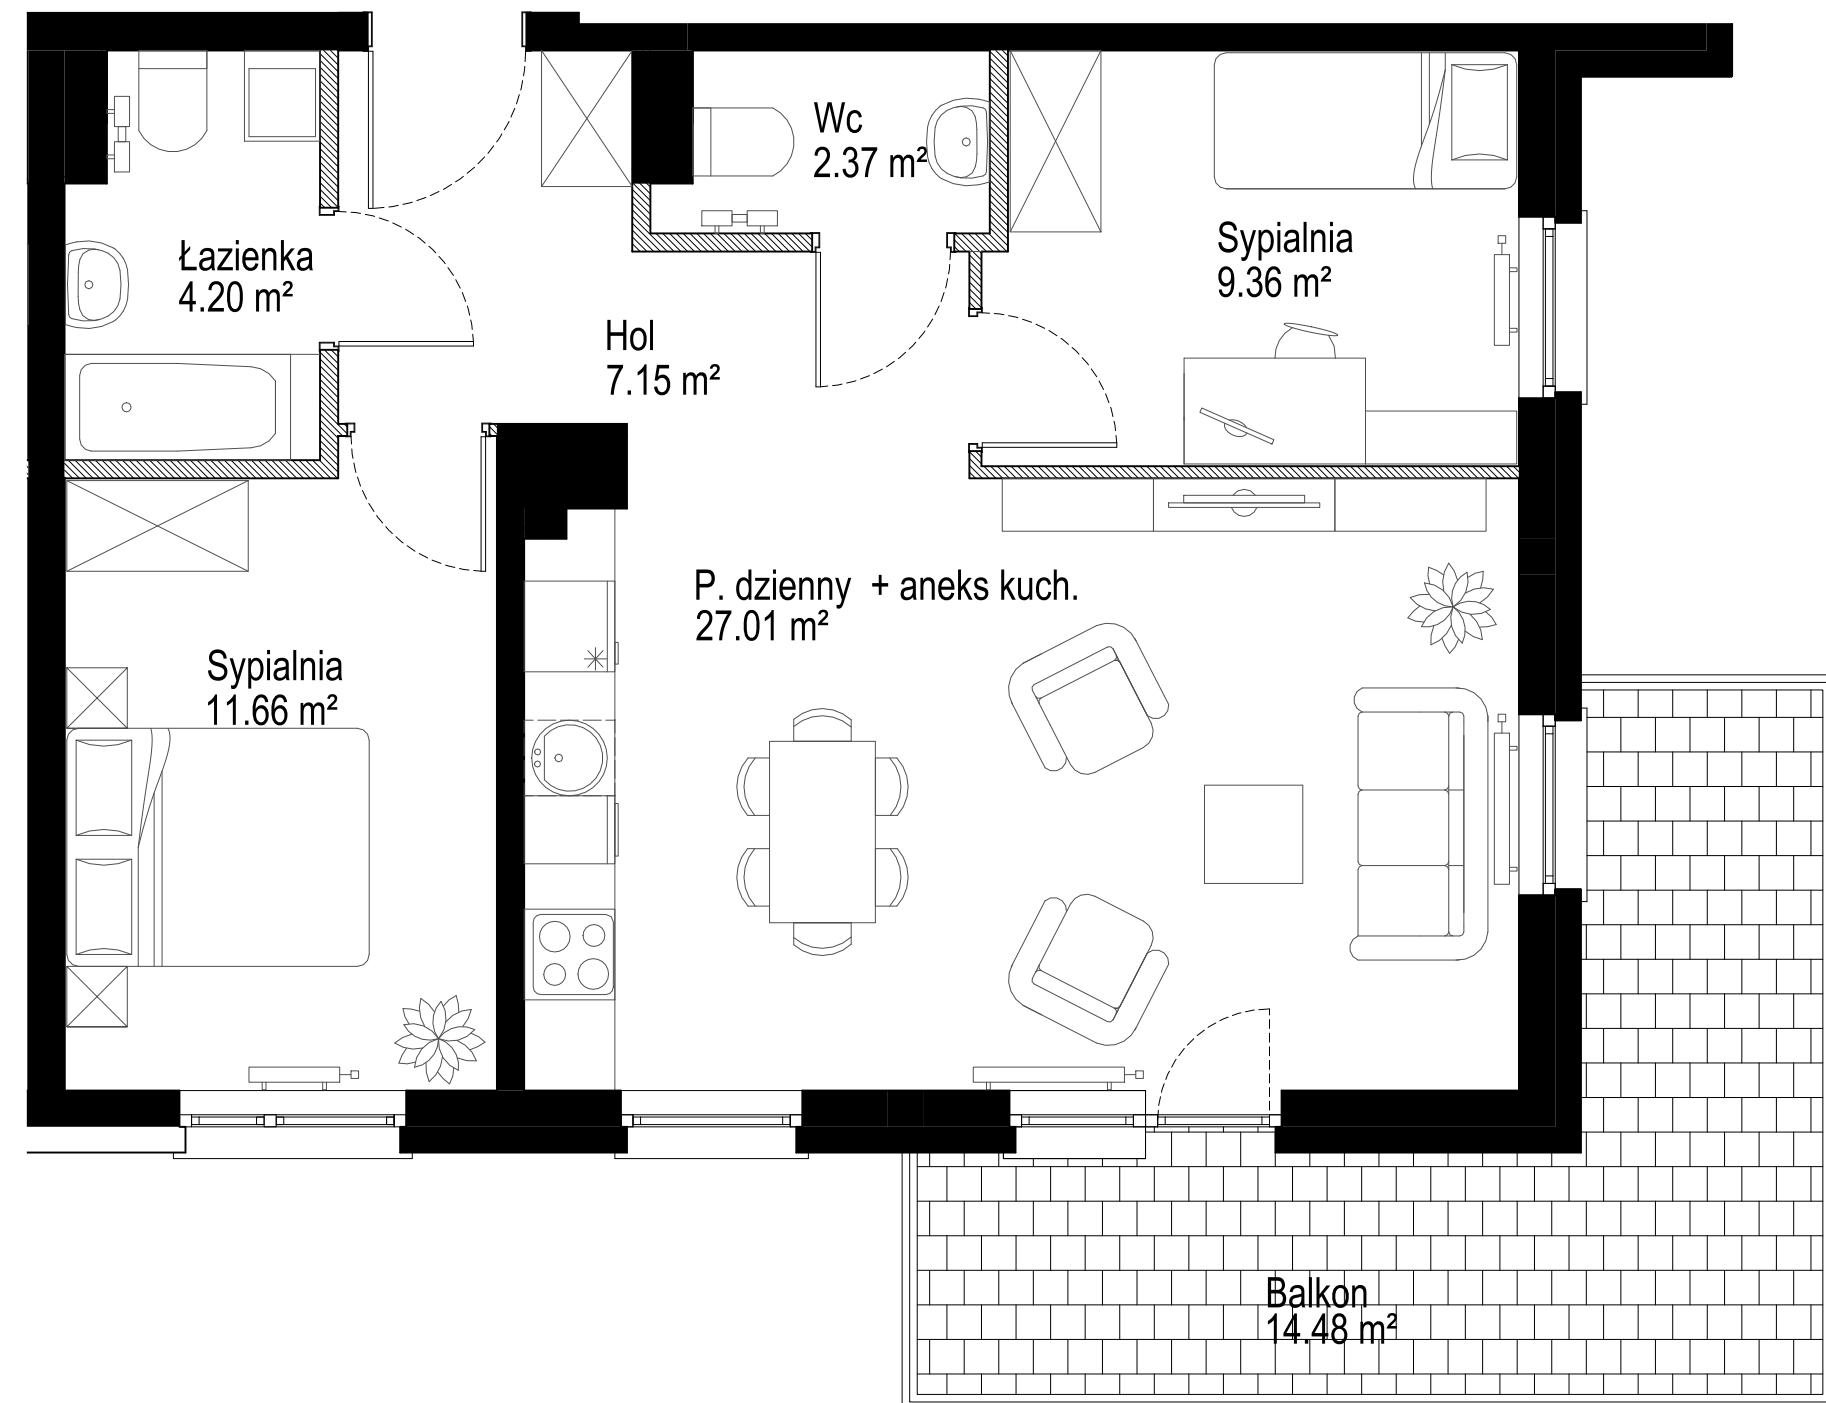 Wc
2.37 m²
Łazienka
4.20 m²
Sypialnia
9.36 m²
Hol
7.15 m²
P. dzienny + aneks kuch.
27.01 m²
Sypialnia
11.66 m²
Balkon
14.48 m²